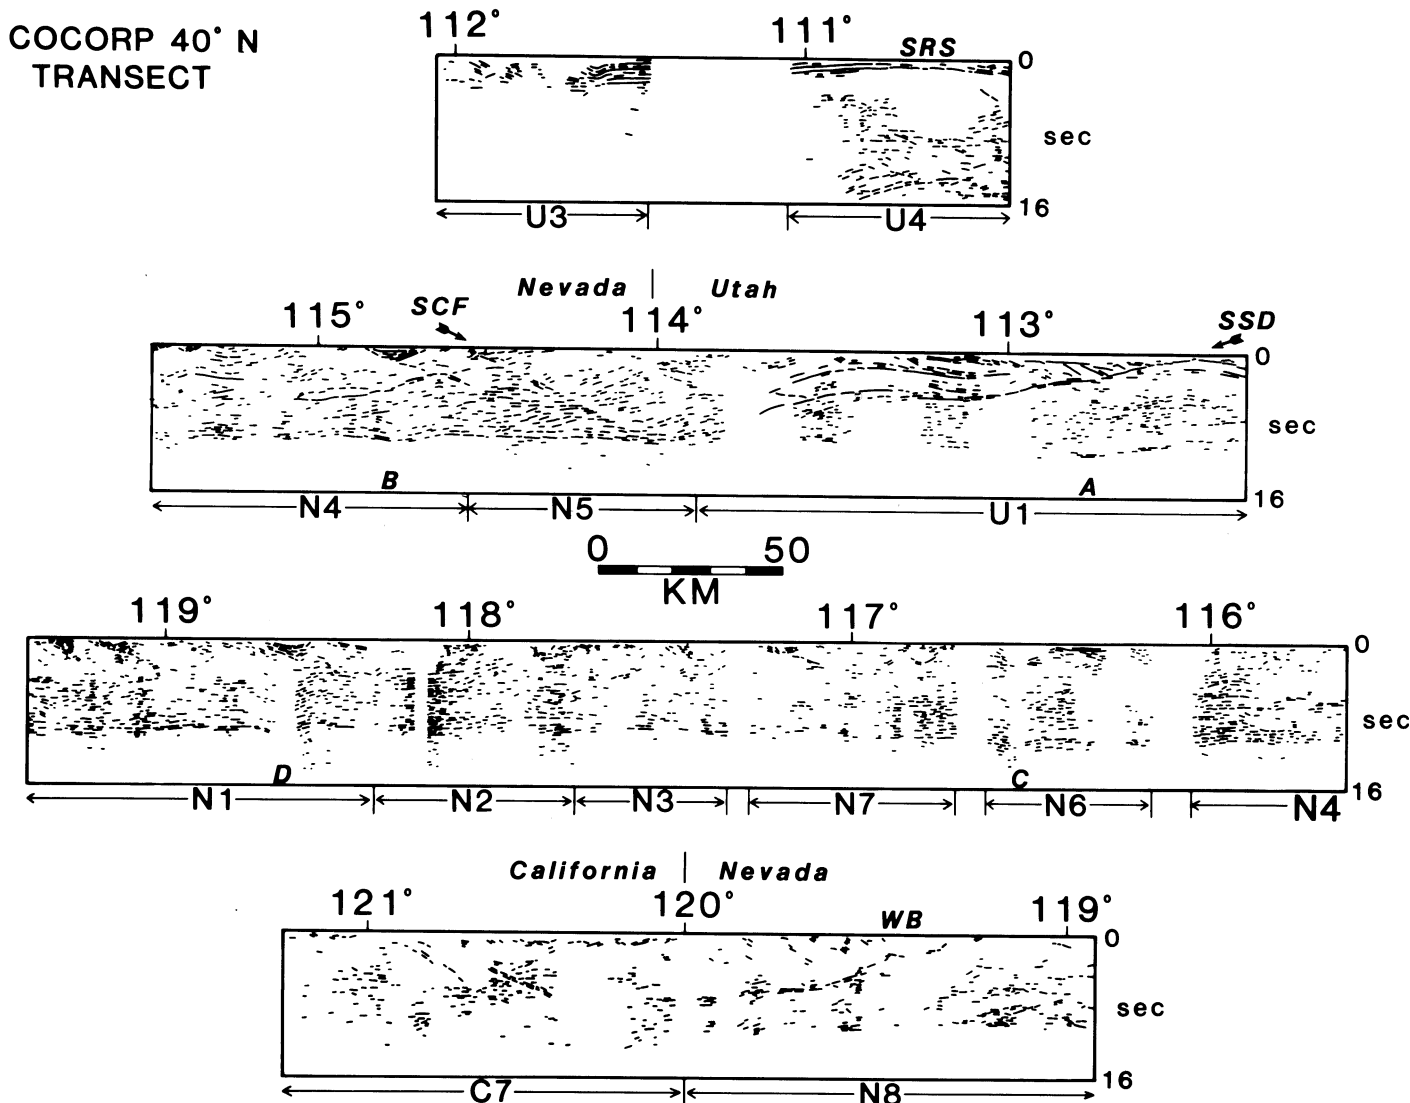 COCORP 40° N
TRANSECT
112° 111° SRS
0
sec
16
U3 U4
Nevada | Utah
115° SCF 114° 113° SSD
0
sec
B A
16
N4 N5 U1
0 50
KM
119° 118° 117° 116°
0
sec
D C
16
N1 N2 N3 N7 N6 N4
California | Nevada
121° 120° WB 119°
0
sec
16
C7 N8